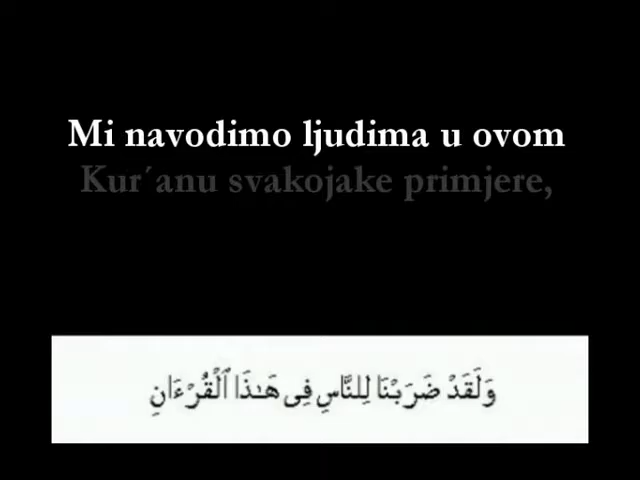 Mi navodimo ljudima u ovom
Kur´anu svakojake primjere,
وَلَقَدْ ضَرَبْنَا لِلنَّاسِ فِى هَـٰذَا ٱلْقُرْءَانِ